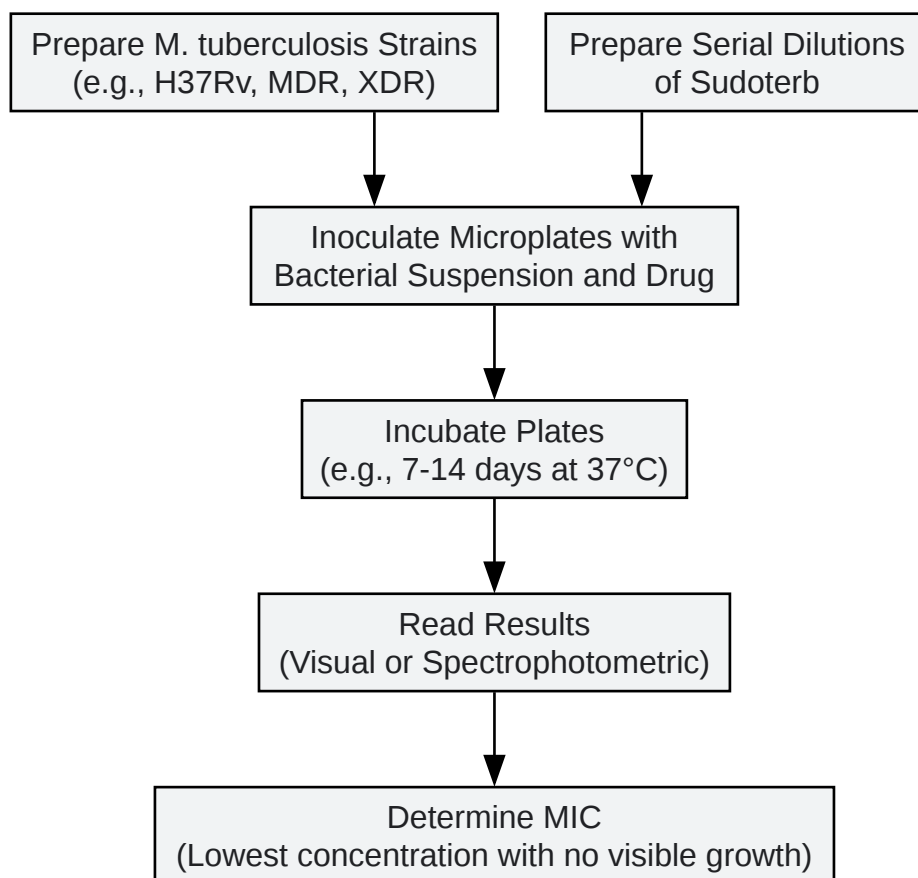 Prepare M. tuberculosis Strains
(e.g., H37Rv, MDR, XDR)
Prepare Serial Dilutions
of Sudoterb
Inoculate Microplates with
Bacterial Suspension and Drug
Incubate Plates
(e.g., 7-14 days at 37°C)
Read Results
(Visual or Spectrophotometric)
Determine MIC
(Lowest concentration with no visible growth)